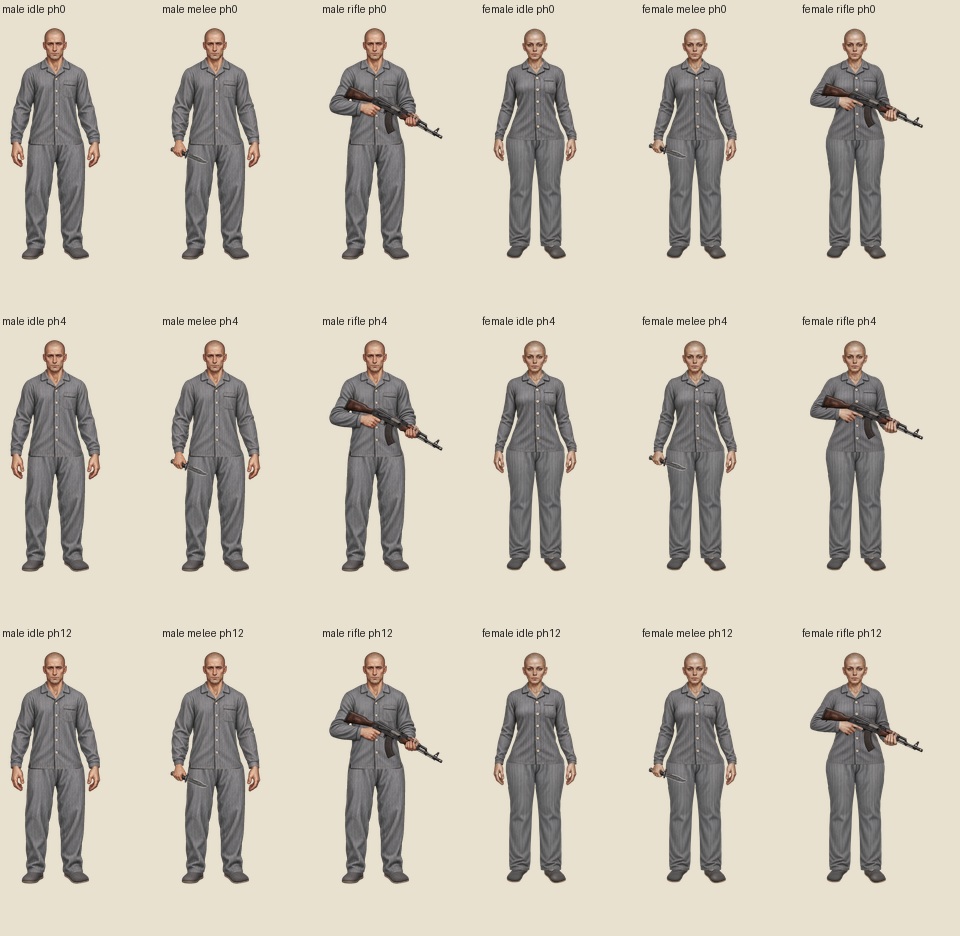 male idle ph0
male melee ph0
male rifle ph0
female idle ph0
female melee ph0
female rifle ph0
male idle ph4
male melee ph4
male rifle ph4
female idle ph4
female melee ph4
female rifle ph4
male idle ph12
male melee ph12
male rifle ph12
female idle ph12
female melee ph12
female rifle ph12